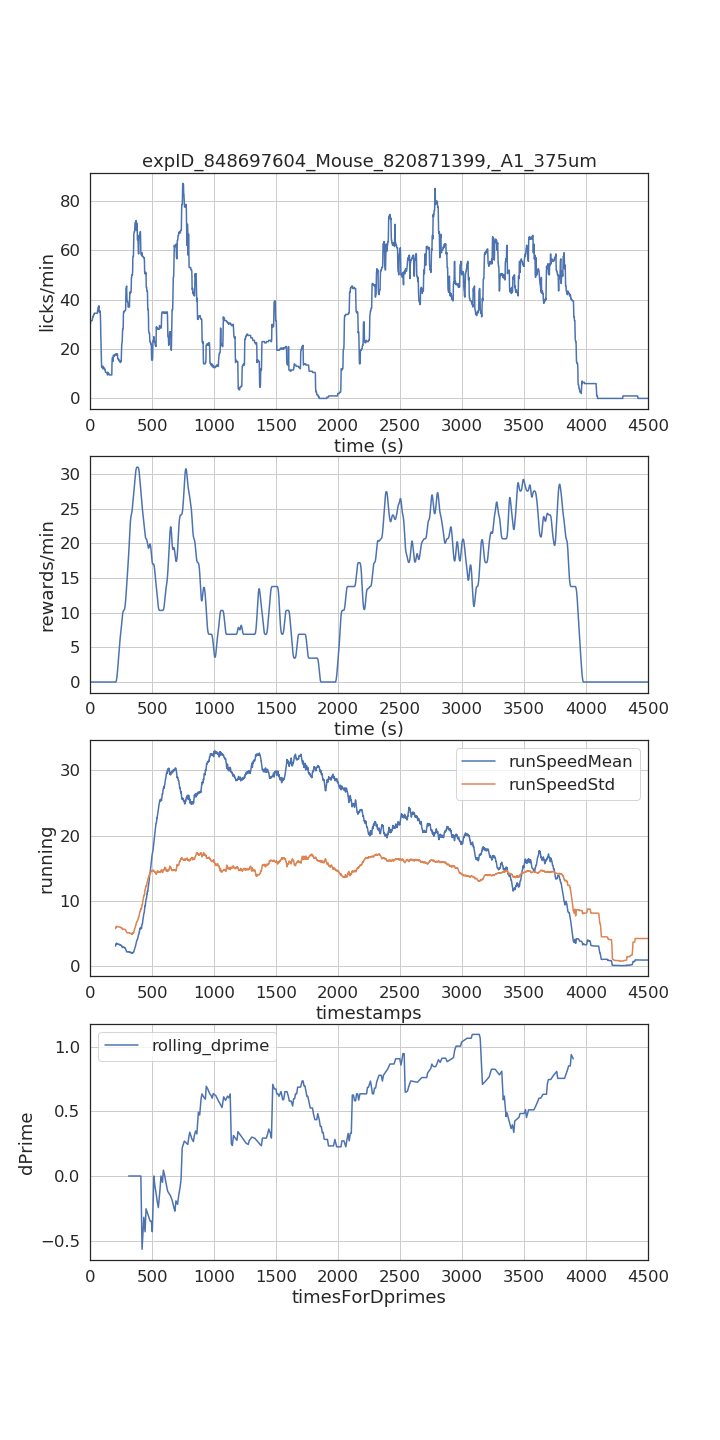 expID_848697604_Mouse_820871399,_A1_375um
80
60
40
20
0
licks/min
0 500 1000 1500 2000 2500 3000 3500 4000 4500
time (s)
30
25
20
15
10
5
0
rewards/min
0 500 1000 1500 2000 2500 3000 3500 4000 4500
time (s)
runSpeedMean
runSpeedStd
30
20
10
0
running
0 500 1000 1500 2000 2500 3000 3500 4000 4500
timestamps
rolling_dprime
1.0
0.5
0.0
−0.5
dPrime
0 500 1000 1500 2000 2500 3000 3500 4000 4500
timesForDprimes